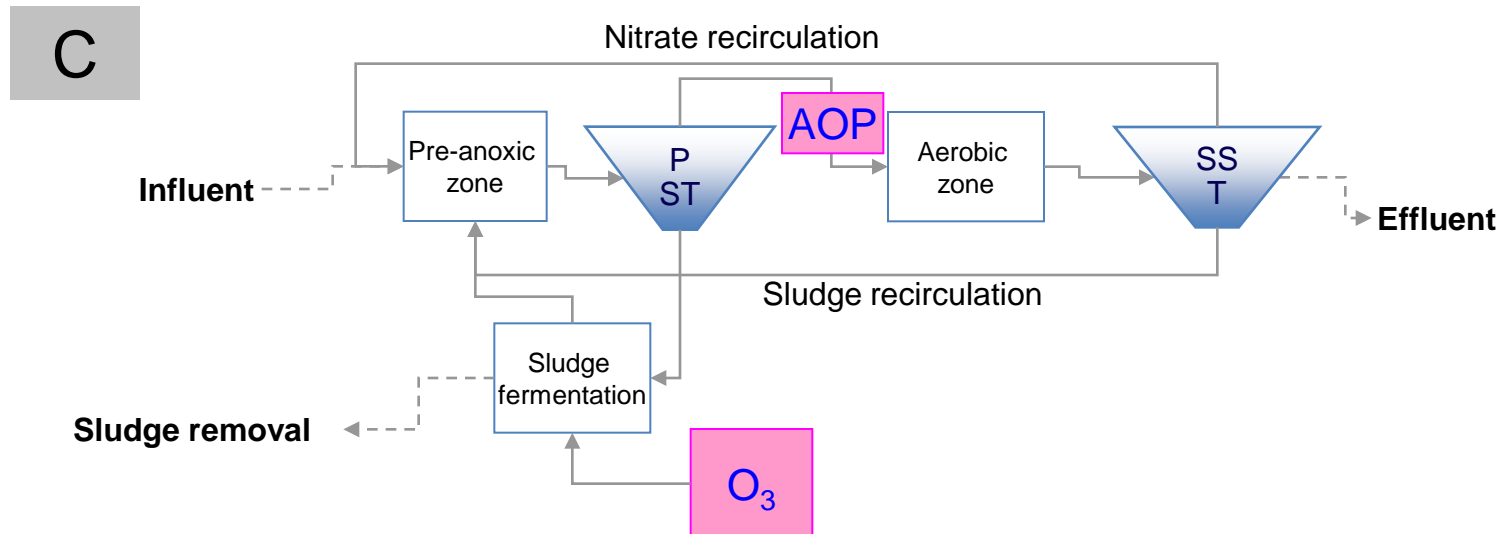 C
Nitrate recirculation
AOP
Pre-anoxic
zone
P
ST
Aerobic
zone
SS
T
Influent
Effluent
Sludge recirculation
Sludge
fermentation
Sludge removal
O₃